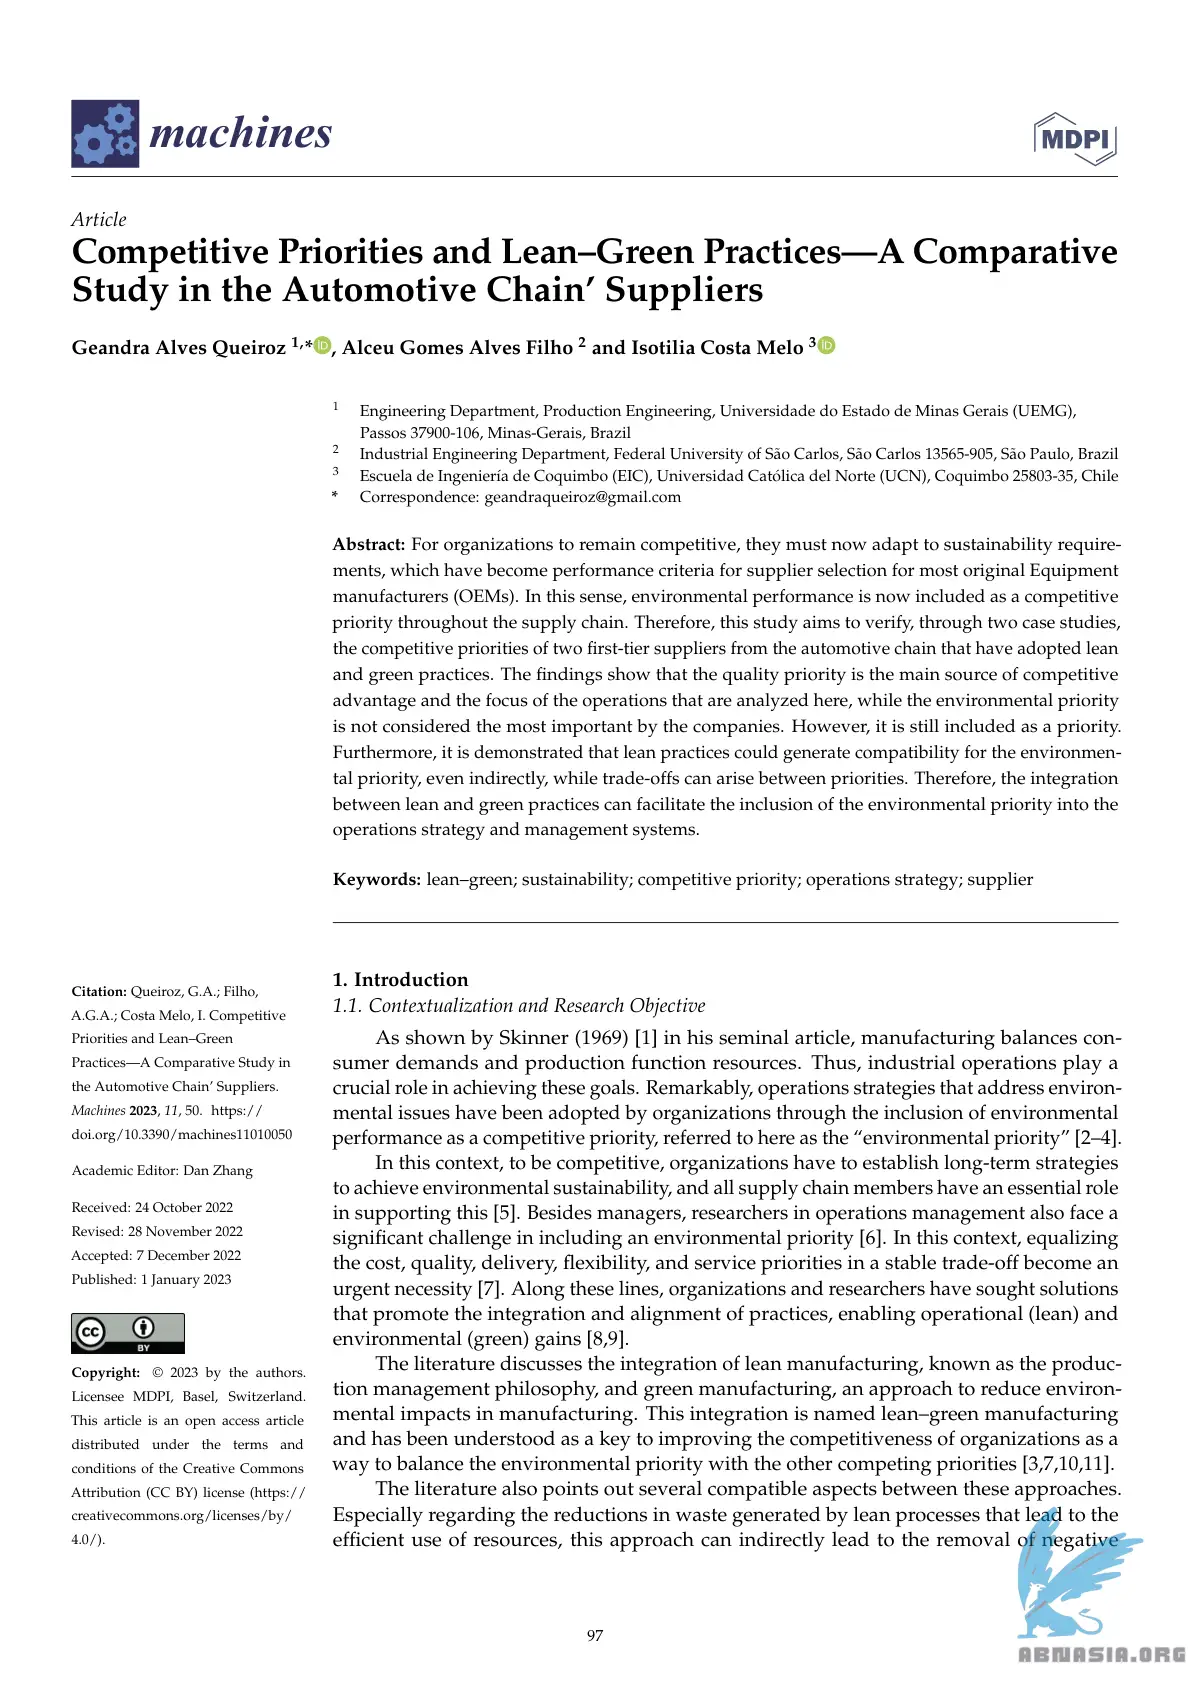 machines
MDPI
Article
Competitive Priorities and Lean–Green Practices—A Comparative
Study in the Automotive Chain’ Suppliers
Geandra Alves Queiroz 1,* iD, Alceu Gomes Alves Filho 2 and Isotilia Costa Melo 3 iD
1 Engineering Department, Production Engineering, Universidade do Estado de Minas Gerais (UEMG),
Passos 37900-106, Minas-Gerais, Brazil
2 Industrial Engineering Department, Federal University of São Carlos, São Carlos 13565-905, São Paulo, Brazil
3 Escuela de Ingeniería de Coquimbo (EIC), Universidad Católica del Norte (UCN), Coquimbo 25803-35, Chile
* Correspondence: geandraqueiroz@gmail.com
Abstract: For organizations to remain competitive, they must now adapt to sustainability require-
ments, which have become performance criteria for supplier selection for most original Equipment
manufacturers (OEMs). In this sense, environmental performance is now included as a competitive
priority throughout the supply chain. Therefore, this study aims to verify, through two case studies,
the competitive priorities of two first-tier suppliers from the automotive chain that have adopted lean
and green practices. The findings show that the quality priority is the main source of competitive
advantage and the focus of the operations that are analyzed here, while the environmental priority
is not considered the most important by the companies. However, it is still included as a priority.
Furthermore, it is demonstrated that lean practices could generate compatibility for the environmen-
tal priority, even indirectly, while trade-offs can arise between priorities. Therefore, the integration
between lean and green practices can facilitate the inclusion of the environmental priority into the
operations strategy and management systems.
Keywords: lean–green; sustainability; competitive priority; operations strategy; supplier
Citation: Queiroz, G.A.; Filho,
A.G.A.; Costa Melo, I. Competitive
Priorities and Lean–Green
Practices—A Comparative Study in
the Automotive Chain’ Suppliers.
Machines 2023, 11, 50. https://
doi.org/10.3390/machines11010050
Academic Editor: Dan Zhang
Received: 24 October 2022
Revised: 28 November 2022
Accepted: 7 December 2022
Published: 1 January 2023
cc BY
Copyright: © 2023 by the authors.
Licensee MDPI, Basel, Switzerland.
This article is an open access article
distributed under the terms and
conditions of the Creative Commons
Attribution (CC BY) license (https://
creativecommons.org/licenses/by/
4.0/).
1. Introduction
1.1. Contextualization and Research Objective
As shown by Skinner (1969) [1] in his seminal article, manufacturing balances con-
sumer demands and production function resources. Thus, industrial operations play a
crucial role in achieving these goals. Remarkably, operations strategies that address environ-
mental issues have been adopted by organizations through the inclusion of environmental
performance as a competitive priority, referred to here as the “environmental priority” [2–4].
In this context, to be competitive, organizations have to establish long-term strategies
to achieve environmental sustainability, and all supply chain members have an essential role
in supporting this [5]. Besides managers, researchers in operations management also face a
significant challenge in including an environmental priority [6]. In this context, equalizing
the cost, quality, delivery, flexibility, and service priorities in a stable trade-off become an
urgent necessity [7]. Along these lines, organizations and researchers have sought solutions
that promote the integration and alignment of practices, enabling operational (lean) and
environmental (green) gains [8,9].
The literature discusses the integration of lean manufacturing, known as the produc-
tion management philosophy, and green manufacturing, an approach to reduce environ-
mental impacts in manufacturing. This integration is named lean–green manufacturing
and has been understood as a key to improving the competitiveness of organizations as a
way to balance the environmental priority with the other competing priorities [3,7,10,11].
The literature also points out several compatible aspects between these approaches.
Especially regarding the reductions in waste generated by lean processes that lead to the
efficient use of resources, this approach can indirectly lead to the removal of negative
97
ABNASIA.ORG